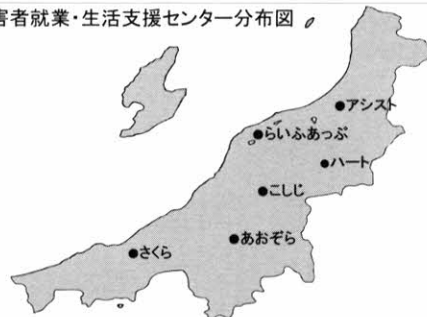 害者就業・生活支援センター分布図
●アシスト
●らいふあっぷ
●ハート
●こしじ
●あおぞら
●さくら